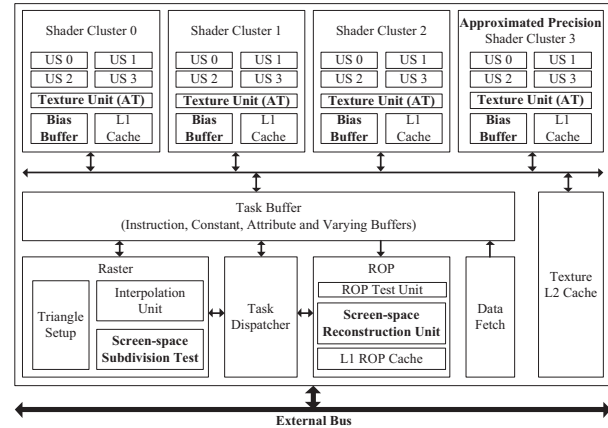 Shader Cluster 0
US 0
US 1
US 2
US 3
Texture Unit (AT)
Bias
Buffer
L1
Cache
Shader Cluster 1
US 0
US 1
US 2
US 3
Texture Unit (AT)
Bias
Buffer
L1
Cache
Shader Cluster 2
US 0
US 1
US 2
US 3
Texture Unit (AT)
Bias
Buffer
L1
Cache
Approximated Precision
Shader Cluster 3
US 0
US 1
US 2
US 3
Texture Unit (AT)
Bias
Buffer
L1
Cache
Task Buffer
(Instruction, Constant, Attribute and Varying Buffers)
Raster
Triangle
Setup
Interpolation
Unit
Screen-space
Subdivision Test
Task
Dispatcher
ROP
ROP Test Unit
Screen-space
Reconstruction Unit
L1 ROP Cache
Data
Fetch
Texture
L2 Cache
External Bus